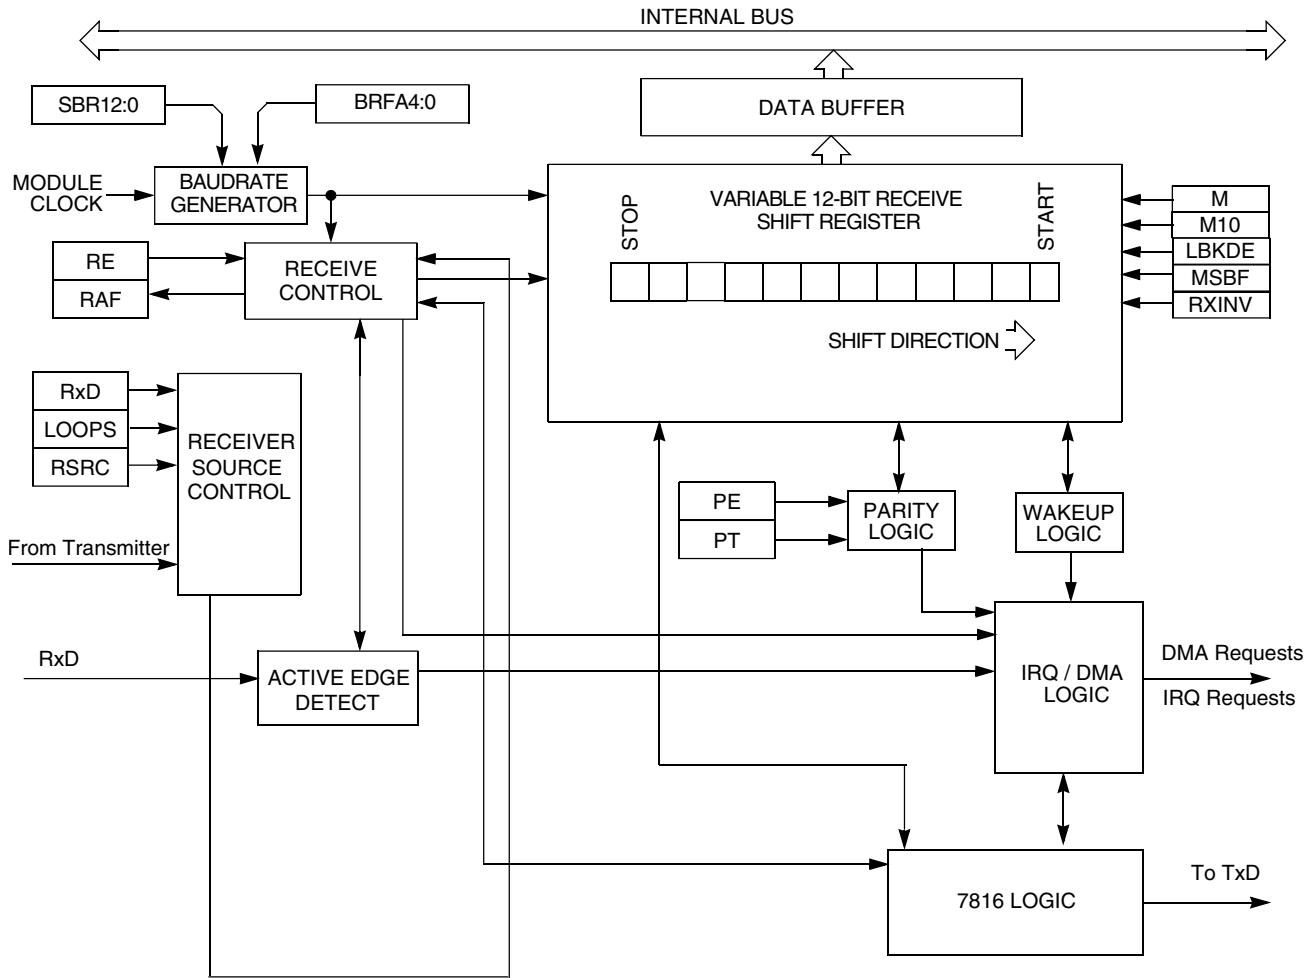 INTERNAL BUS
SBR12:0
BRFA4:0
DATA BUFFER
MODULE
CLOCK
BAUDRATE
GENERATOR
VARIABLE 12-BIT RECEIVE
SHIFT REGISTER
STOP
START
M
M10
LBKDE
MSBF
RXINV
RE
RAF
RECEIVE
CONTROL
SHIFT DIRECTION
RxD
LOOPS
RSRC
RECEIVER
SOURCE
CONTROL
From Transmitter
PE
PT
PARITY
LOGIC
WAKEUP
LOGIC
RxD
ACTIVE EDGE
DETECT
IRQ / DMA
LOGIC
DMA Requests
IRQ Requests
7816 LOGIC
To TxD